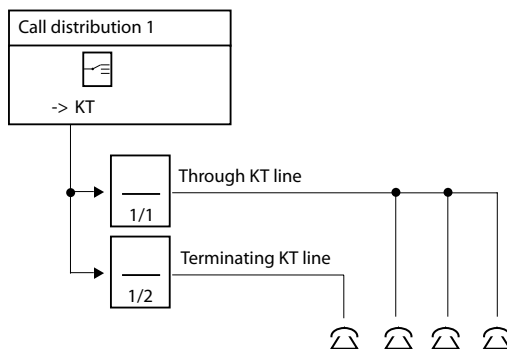 Call distribution 1
-> KT
Through KT line
1/1
Terminating KT line
1/2